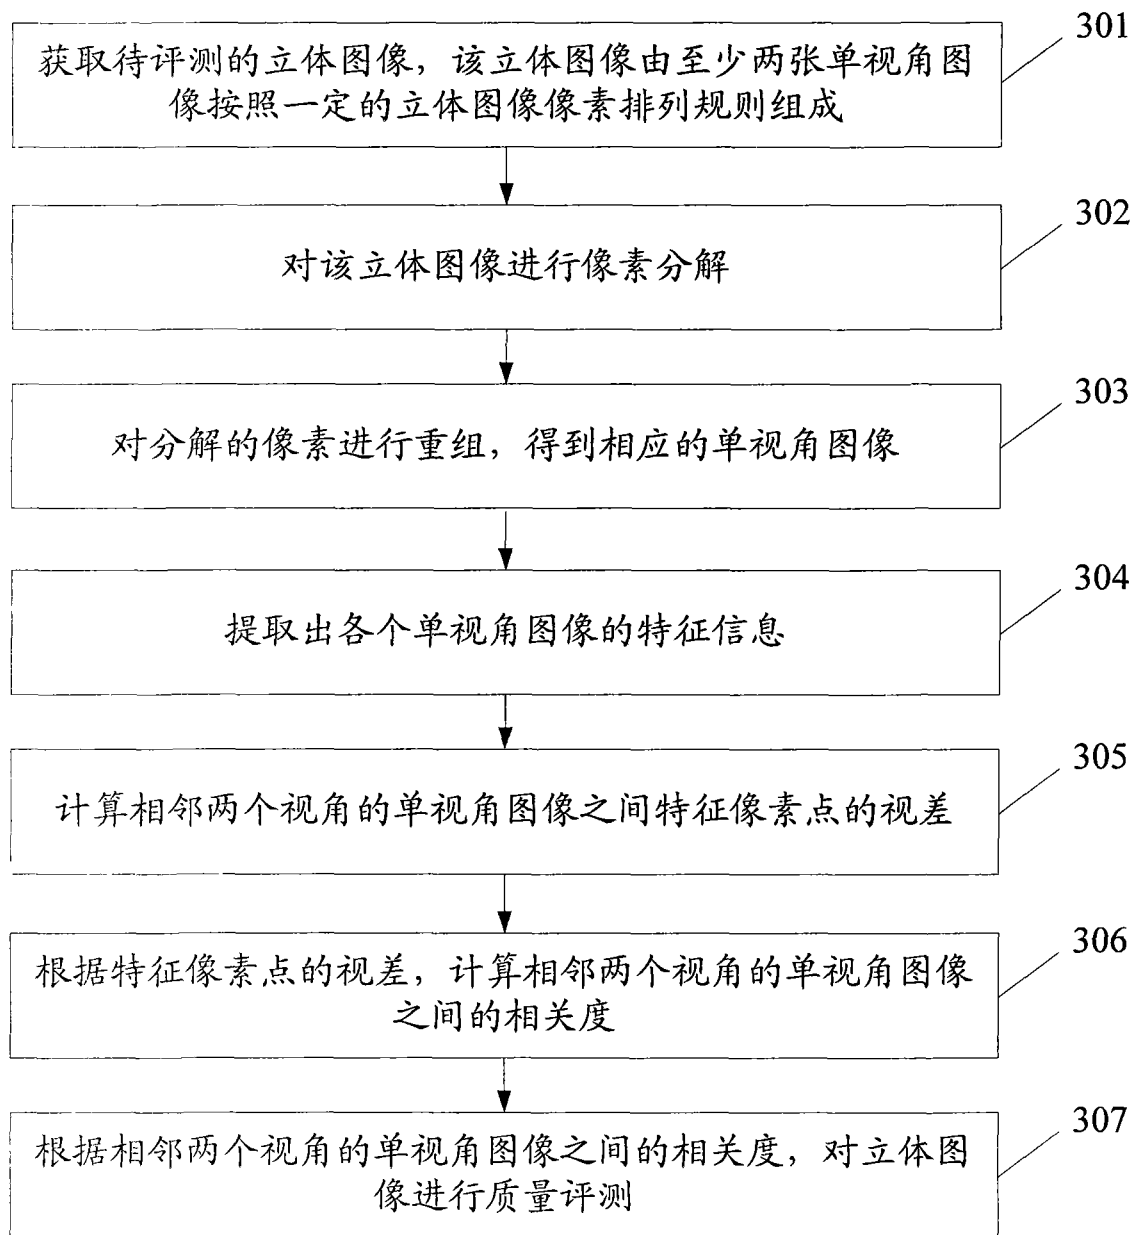 301
获取待评测的立体图像，该立体图像由至少两张单视角图
像按照一定的立体图像像素排列规则组成
302
对该立体图像进行像素分解
303
对分解的像素进行重组，得到相应的单视角图像
304
提取出各个单视角图像的特征信息
305
计算相邻两个视角的单视角图像之间特征像素点的视差
306
根据特征像素点的视差，计算相邻两个视角的单视角图像
之间的相关度
307
根据相邻两个视角的单视角图像之间的相关度，对立体图
像进行质量评测